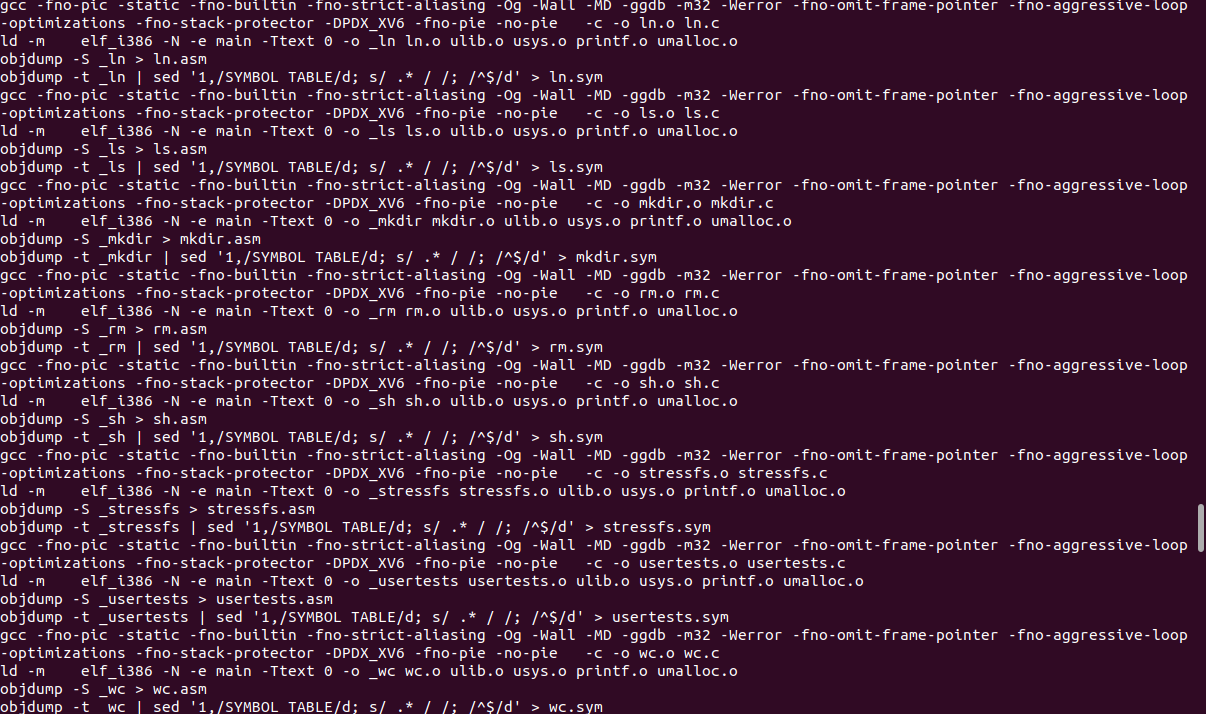 gcc -fno-pic -static -fno-builtin -fno-strict-aliasing -Og -Wall -MD -ggdb -m32 -Werror -fno-omit-frame-pointer -fno-aggressive-loop
-optimizations -fno-stack-protector -DPDX_XV6 -fno-pie -no-pie   -c -o ln.o ln.c
ld -m    elf_i386 -N -e main -Ttext 0 -o _ln ln.o ulib.o usys.o printf.o umalloc.o
objdump -S _ln > ln.asm
objdump -t _ln | sed '1,/SYMBOL TABLE/d; s/ .* / /; /^$/d' > ln.sym
gcc -fno-pic -static -fno-builtin -fno-strict-aliasing -Og -Wall -MD -ggdb -m32 -Werror -fno-omit-frame-pointer -fno-aggressive-loop
-optimizations -fno-stack-protector -DPDX_XV6 -fno-pie -no-pie   -c -o ls.o ls.c
ld -m    elf_i386 -N -e main -Ttext 0 -o _ls ls.o ulib.o usys.o printf.o umalloc.o
objdump -S _ls > ls.asm
objdump -t _ls | sed '1,/SYMBOL TABLE/d; s/ .* / /; /^$/d' > ls.sym
gcc -fno-pic -static -fno-builtin -fno-strict-aliasing -Og -Wall -MD -ggdb -m32 -Werror -fno-omit-frame-pointer -fno-aggressive-loop
-optimizations -fno-stack-protector -DPDX_XV6 -fno-pie -no-pie   -c -o mkdir.o mkdir.c
ld -m    elf_i386 -N -e main -Ttext 0 -o _mkdir mkdir.o ulib.o usys.o printf.o umalloc.o
objdump -S _mkdir > mkdir.asm
objdump -t _mkdir | sed '1,/SYMBOL TABLE/d; s/ .* / /; /^$/d' > mkdir.sym
gcc -fno-pic -static -fno-builtin -fno-strict-aliasing -Og -Wall -MD -ggdb -m32 -Werror -fno-omit-frame-pointer -fno-aggressive-loop
-optimizations -fno-stack-protector -DPDX_XV6 -fno-pie -no-pie   -c -o rm.o rm.c
ld -m    elf_i386 -N -e main -Ttext 0 -o _rm rm.o ulib.o usys.o printf.o umalloc.o
objdump -S _rm > rm.asm
objdump -t _rm | sed '1,/SYMBOL TABLE/d; s/ .* / /; /^$/d' > rm.sym
gcc -fno-pic -static -fno-builtin -fno-strict-aliasing -Og -Wall -MD -ggdb -m32 -Werror -fno-omit-frame-pointer -fno-aggressive-loop
-optimizations -fno-stack-protector -DPDX_XV6 -fno-pie -no-pie   -c -o sh.o sh.c
ld -m    elf_i386 -N -e main -Ttext 0 -o _sh sh.o ulib.o usys.o printf.o umalloc.o
objdump -S _sh > sh.asm
objdump -t _sh | sed '1,/SYMBOL TABLE/d; s/ .* / /; /^$/d' > sh.sym
gcc -fno-pic -static -fno-builtin -fno-strict-aliasing -Og -Wall -MD -ggdb -m32 -Werror -fno-omit-frame-pointer -fno-aggressive-loop
-optimizations -fno-stack-protector -DPDX_XV6 -fno-pie -no-pie   -c -o stressfs.o stressfs.c
ld -m    elf_i386 -N -e main -Ttext 0 -o _stressfs stressfs.o ulib.o usys.o printf.o umalloc.o
objdump -S _stressfs > stressfs.asm
objdump -t _stressfs | sed '1,/SYMBOL TABLE/d; s/ .* / /; /^$/d' > stressfs.sym
gcc -fno-pic -static -fno-builtin -fno-strict-aliasing -Og -Wall -MD -ggdb -m32 -Werror -fno-omit-frame-pointer -fno-aggressive-loop
-optimizations -fno-stack-protector -DPDX_XV6 -fno-pie -no-pie   -c -o usertests.o usertests.c
ld -m    elf_i386 -N -e main -Ttext 0 -o _usertests usertests.o ulib.o usys.o printf.o umalloc.o
objdump -S _usertests > usertests.asm
objdump -t _usertests | sed '1,/SYMBOL TABLE/d; s/ .* / /; /^$/d' > usertests.sym
gcc -fno-pic -static -fno-builtin -fno-strict-aliasing -Og -Wall -MD -ggdb -m32 -Werror -fno-omit-frame-pointer -fno-aggressive-loop
-optimizations -fno-stack-protector -DPDX_XV6 -fno-pie -no-pie   -c -o wc.o wc.c
ld -m    elf_i386 -N -e main -Ttext 0 -o _wc wc.o ulib.o usys.o printf.o umalloc.o
objdump -S _wc > wc.asm
objdump -t _wc | sed '1,/SYMBOL TABLE/d; s/ .* / /; /^$/d' > wc.sym